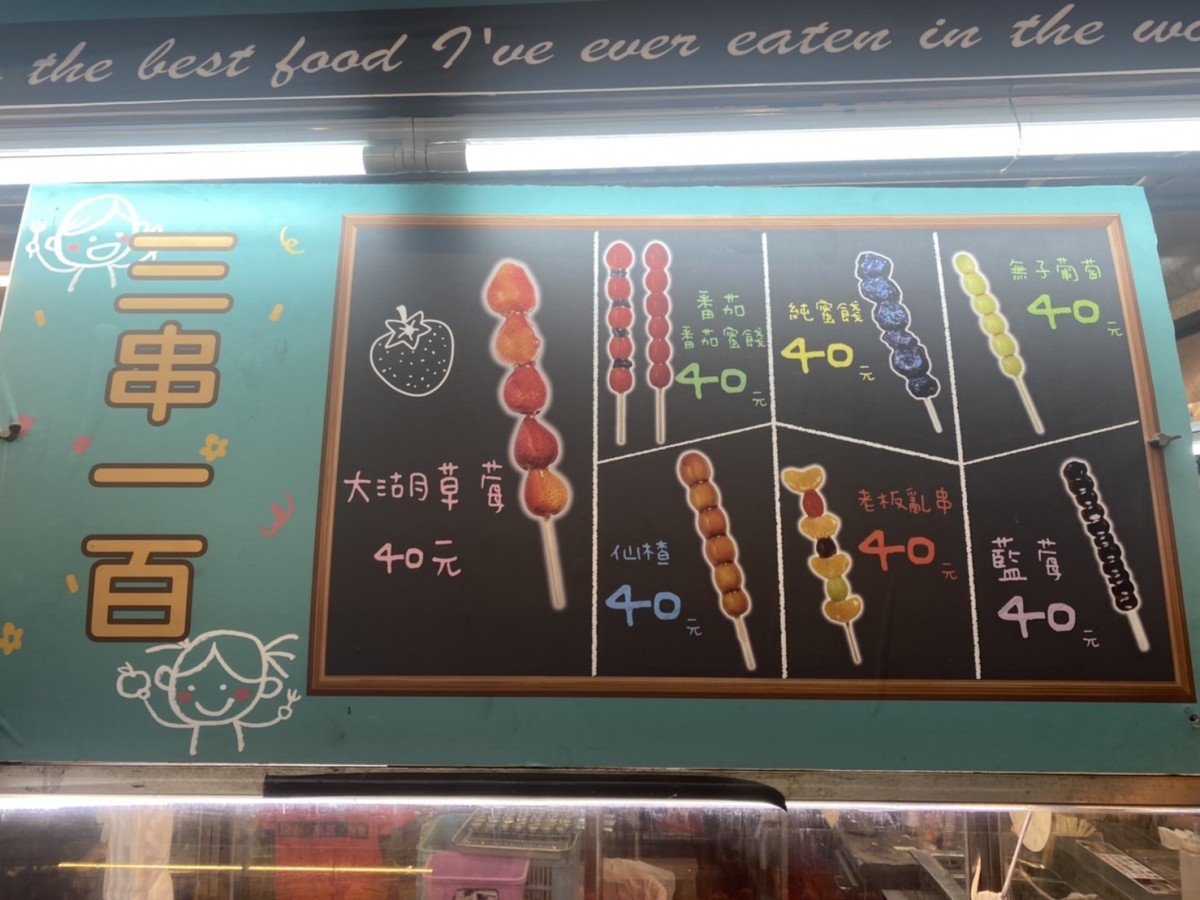 the best food I've ever eaten in the wo
三串一百
大湖草莓
40元
番茄
番茄蜜餞
40元
純蜜餞
40元
無子葡萄
40元
仙楂
40元
老板亂串
40元
藍莓
40元